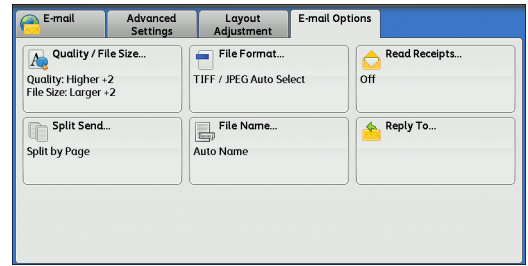 E-mail
Advanced
Settings
Layout
Adjustment
E-mail Options
Quality / File Size...
Quality: Higher +2
File Size: Larger +2
File Format...
TIFF / JPEG Auto Select
Read Receipts...
Off
Split Send...
Split by Page
File Name...
Auto Name
Reply To...